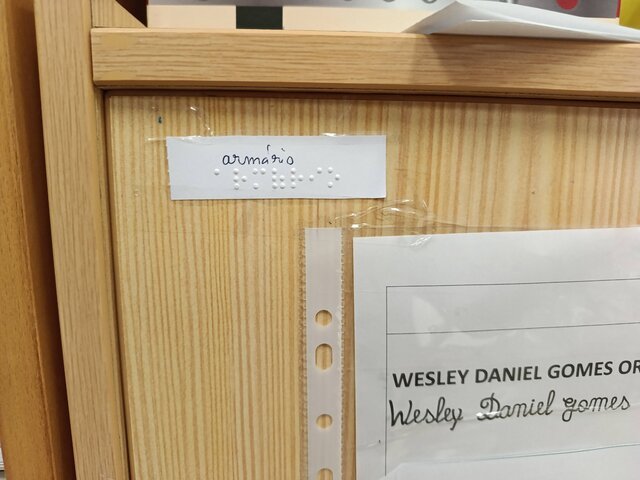 armário
⠁⠗⠍⠷⠗⠊⠕
WESLEY DANIEL GOMES OR
Wesley Daniel Gomes